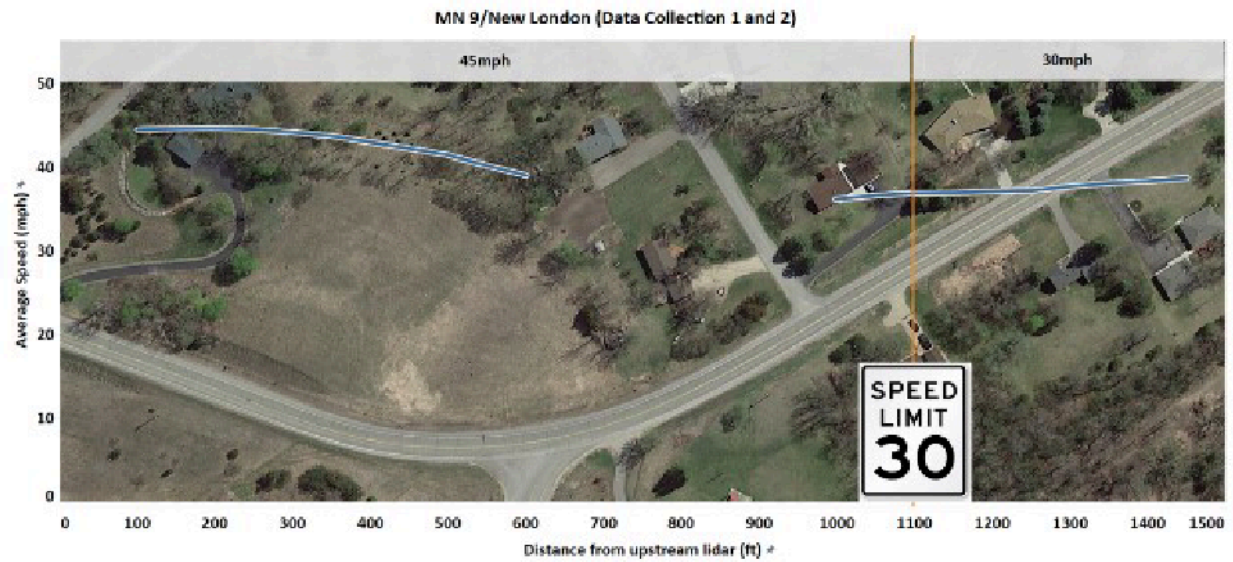 MN 9/New London (Data Collection 1 and 2)
45mph
30mph
50
40
30
20
10
0
Average Speed (mph)
SPEED
LIMIT
30
0 100 200 300 400 500 600 700 800 900 1000 1100 1200 1300 1400 1500
Distance from upstream lidar (ft)